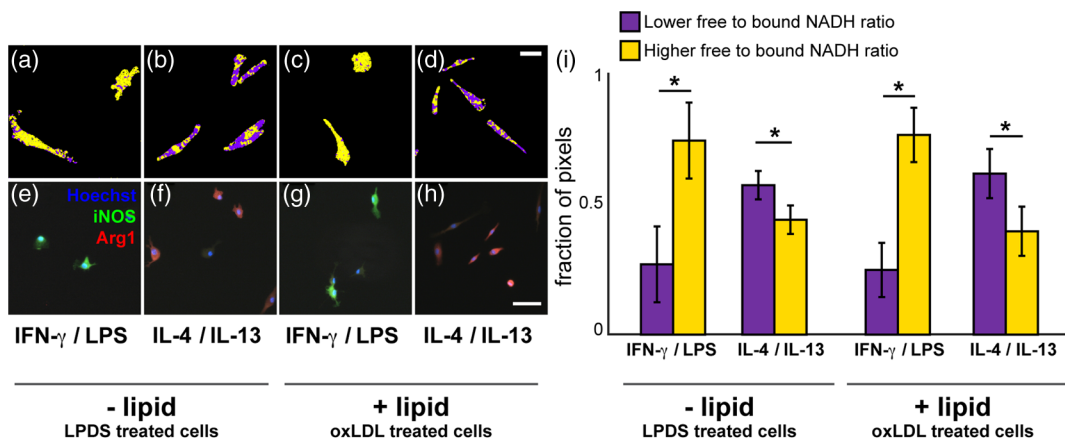 Lower free to bound NADH ratio
Higher free to bound NADH ratio
(a)
(b)
(c)
(d)
(e)
Hoechst
iNOS
Arg1
(f)
(g)
(h)
IFN-γ / LPS
IL-4 / IL-13
IFN-γ / LPS
IL-4 / IL-13
- lipid
LPDS treated cells
+ lipid
oxLDL treated cells
(i)
fraction of pixels
1
0.5
0
*
*
*
*
IFN-γ / LPS
IL-4 / IL-13
IFN-γ / LPS
IL-4 / IL-13
- lipid
LPDS treated cells
+ lipid
oxLDL treated cells